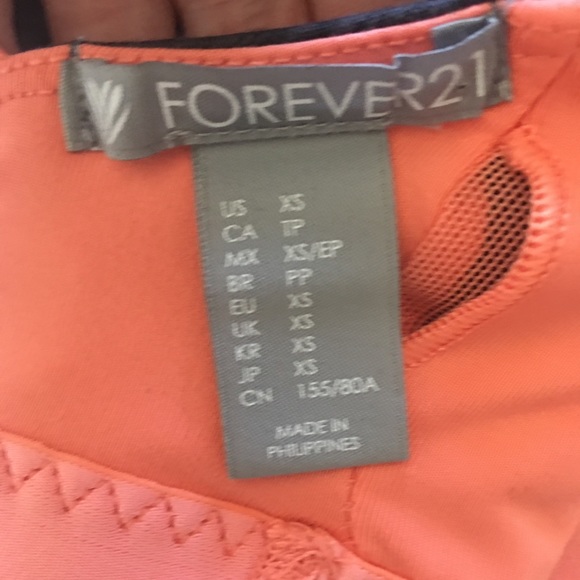 FOREVER21
US XS
CA TP
MX XS/EP
BR PP
EU XS
UK XS
KR XS
JP XS
CN 155/80A
MADE IN
PHILIPPINES